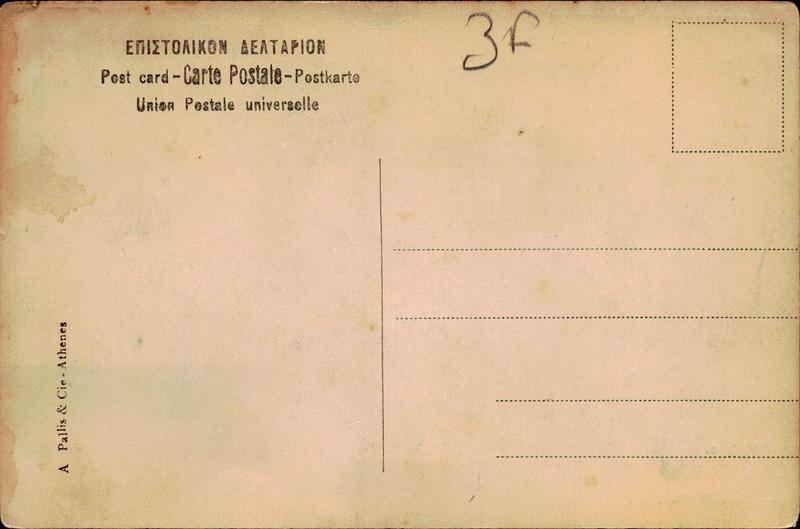 ΕΠΙΣΤΟΛΙΚΟΝ ΔΕΛΤΑΡΙΟΝ
Post card-Carte Postale-Postkarte
Union Postale universelle
3F
A Pallis & Cie - Athenes